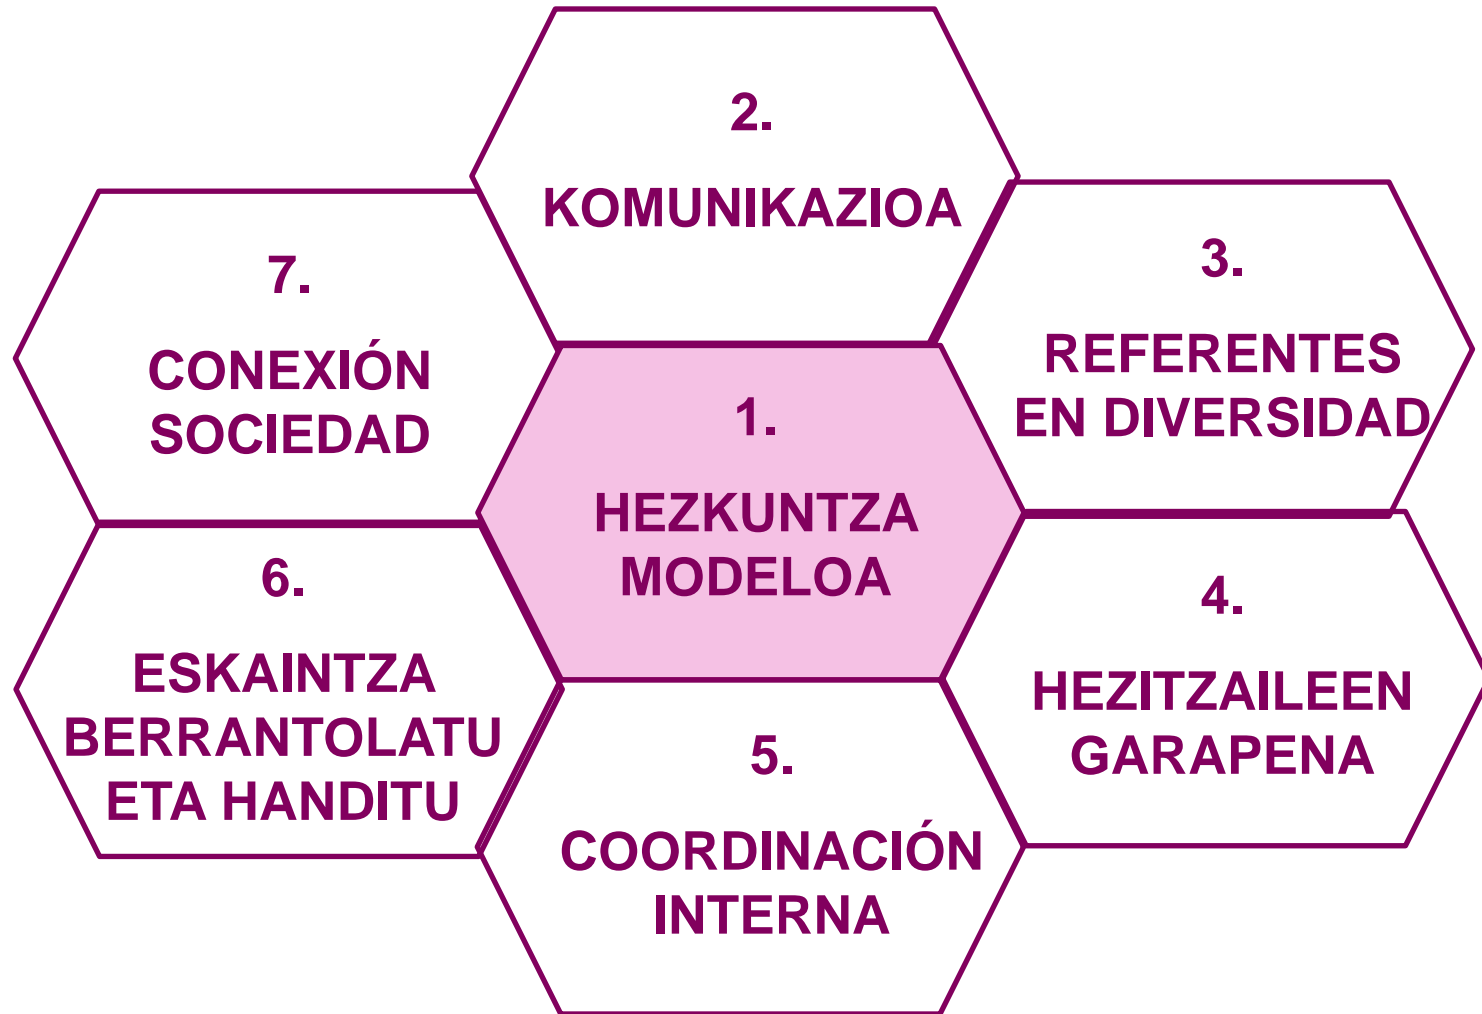 1.
HEZKUNTZA
MODELOA
2.
KOMUNIKAZIOA
3.
REFERENTES
EN DIVERSIDAD
4.
HEZITZAILEEN
GARAPENA
5.
COORDINACIÓN
INTERNA
6.
ESKAINTZA
BERRANTOLATU
ETA HANDITU
7.
CONEXIÓN
SOCIEDAD